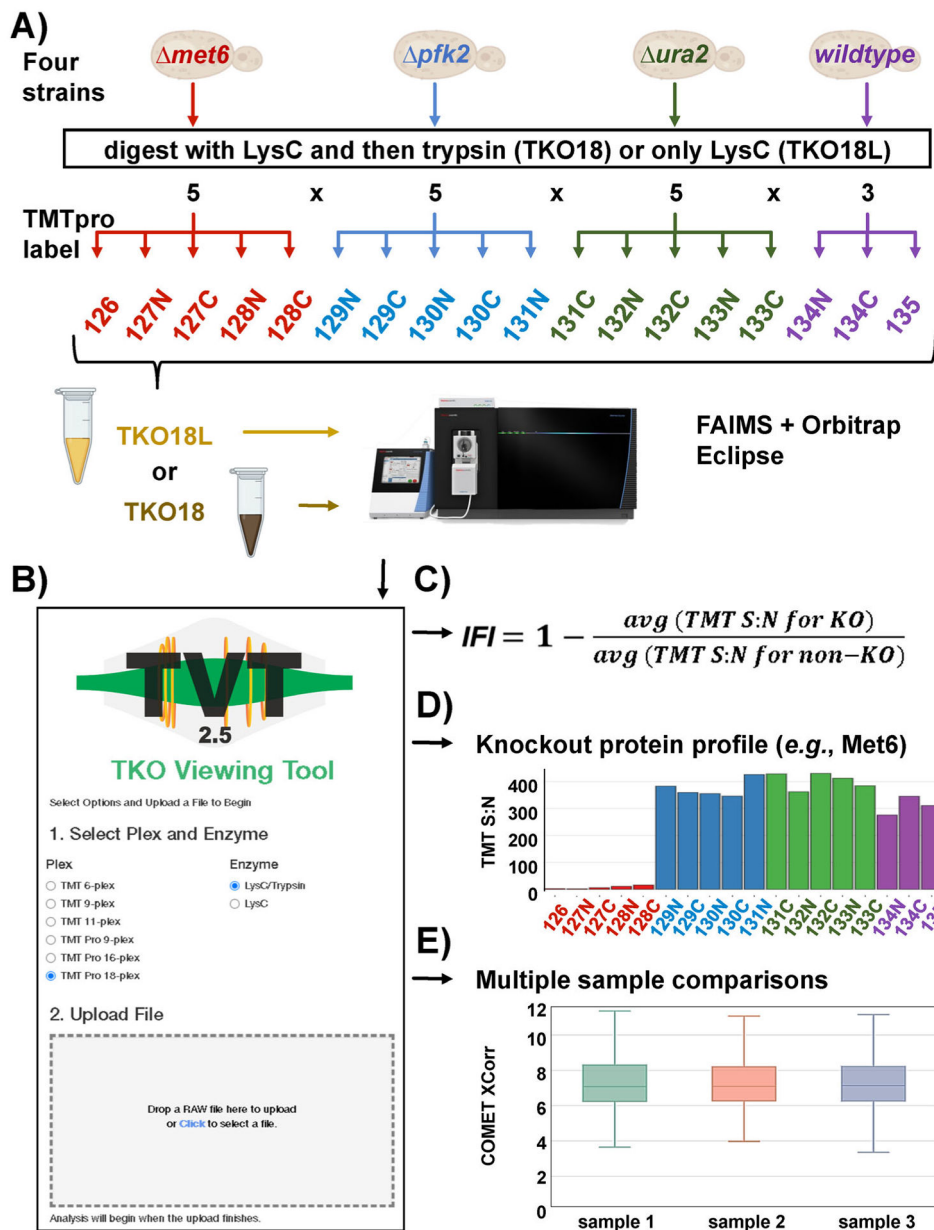 A)
Four
strains
Δmet6
Δpfk2
Δura2
wildtype
digest with LysC and then trypsin (TKO18) or only LysC (TKO18L)
5 x 5 x 5 x 3
TMTpro
label
126 127N 127C 128N 128C 129N 129C 130N 130C 131N 131C 132N 132C 133N 133C 134N 134C 135
TKO18L
or
TKO18
FAIMS + Orbitrap
Eclipse
B)
TVT
2.5
TKO Viewing Tool
Select Options and Upload a File to Begin
1. Select Plex and Enzyme
Plex
TMT 6-plex
TMT 9-plex
TMT 11-plex
TMT Pro 9-plex
TMT Pro 16-plex
TMT Pro 18-plex
Enzyme
LysC/Trypsin
LysC
2. Upload File
Drop a RAW file here to upload
or Click to select a file.
Analysis will begin when the upload finishes.
C)
IFI = 1 − avg (TMT S:N for KO)
avg (TMT S:N for non−KO)
D)
Knockout protein profile (e.g., Met6)
TMT S:N
400
300
200
100
0
126 127N 127C 128N 128C 129N 129C 130N 130C 131N 131C 132N 132C 133N 133C 134N 134C
E)
Multiple sample comparisons
COMET XCorr
12
10
8
6
4
2
0
sample 1 sample 2 sample 3